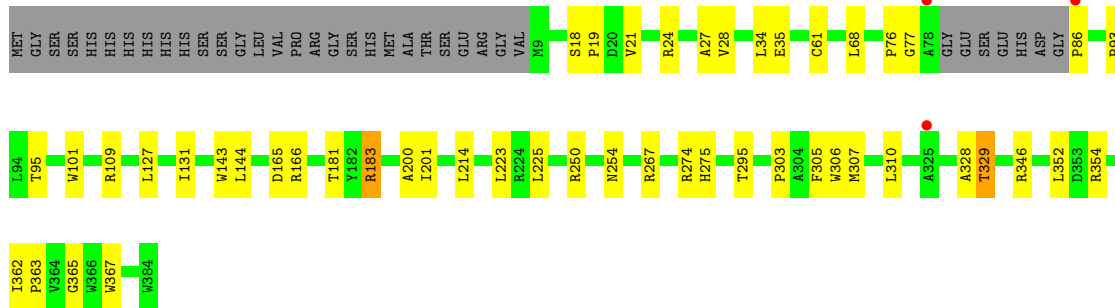 MET GLY SER SER HIS HIS HIS HIS HIS HIS SER SER GLY LEU VAL PRO ARG GLY SER HIS MET ALA THR SER GLU ARG GLY VAL M9 S18 P19 D20 V21 R24 A27 V28 L34 E35 C61 L68 P76 G77 A78 GLY GLU SER GLU HIS ASP GLY P86
L94 T95 W101 R109 L127 I131 W143 L144 D165 R166 T181 Y182 R183 A200 I201 L214 L223 R224 L225 R250 N254 R267 R274 H275 T295 P303 A304 F305 W306 M307 L310 A325 A328 T329 R346 L352 D353 R354
I362 P363 V364 G365 W366 W367 W384